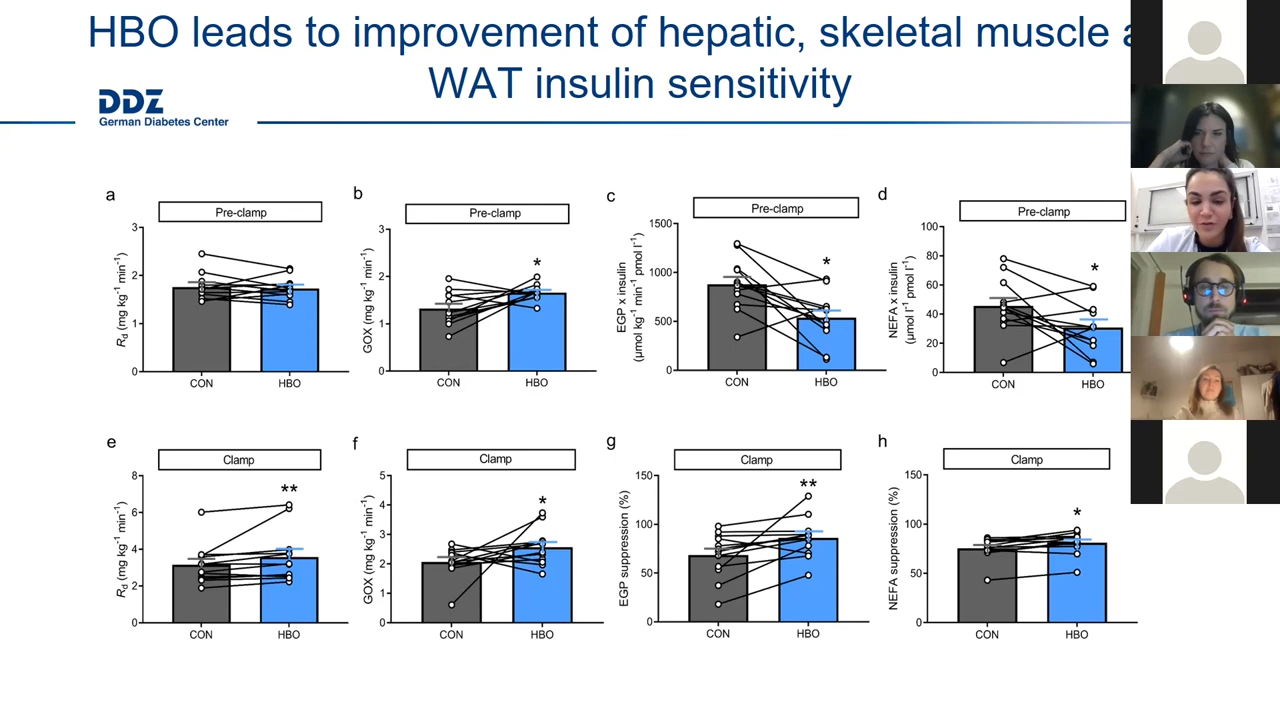 HBO leads to improvement of hepatic, skeletal muscle a
WAT insulin sensitivity
DDZ
German Diabetes Center
a
Pre-clamp
Rd (mg kg-1 min-1)
3
2
1
0
CON HBO
b
Pre-clamp
GOX (mg kg-1 min-1)
3
2
1
0
*
CON HBO
c
Pre-clamp
EGP x insulin
(µmol kg-1 min-1 pmol l-1)
1500
1000
500
0
*
CON HBO
d
Pre-clamp
NEFA x insulin
(µmol l-1 pmol l-1)
100
80
60
40
20
0
*
CON HBO
e
Clamp
Rd (mg kg-1 min-1)
8
6
4
2
0
**
CON HBO
f
Clamp
GOX (mg kg-1 min-1)
5
4
3
2
1
0
*
CON HBO
g
Clamp
EGP suppression (%)
150
100
50
0
**
CON HBO
h
Clamp
NEFA suppression (%)
150
100
50
0
*
CON HBO